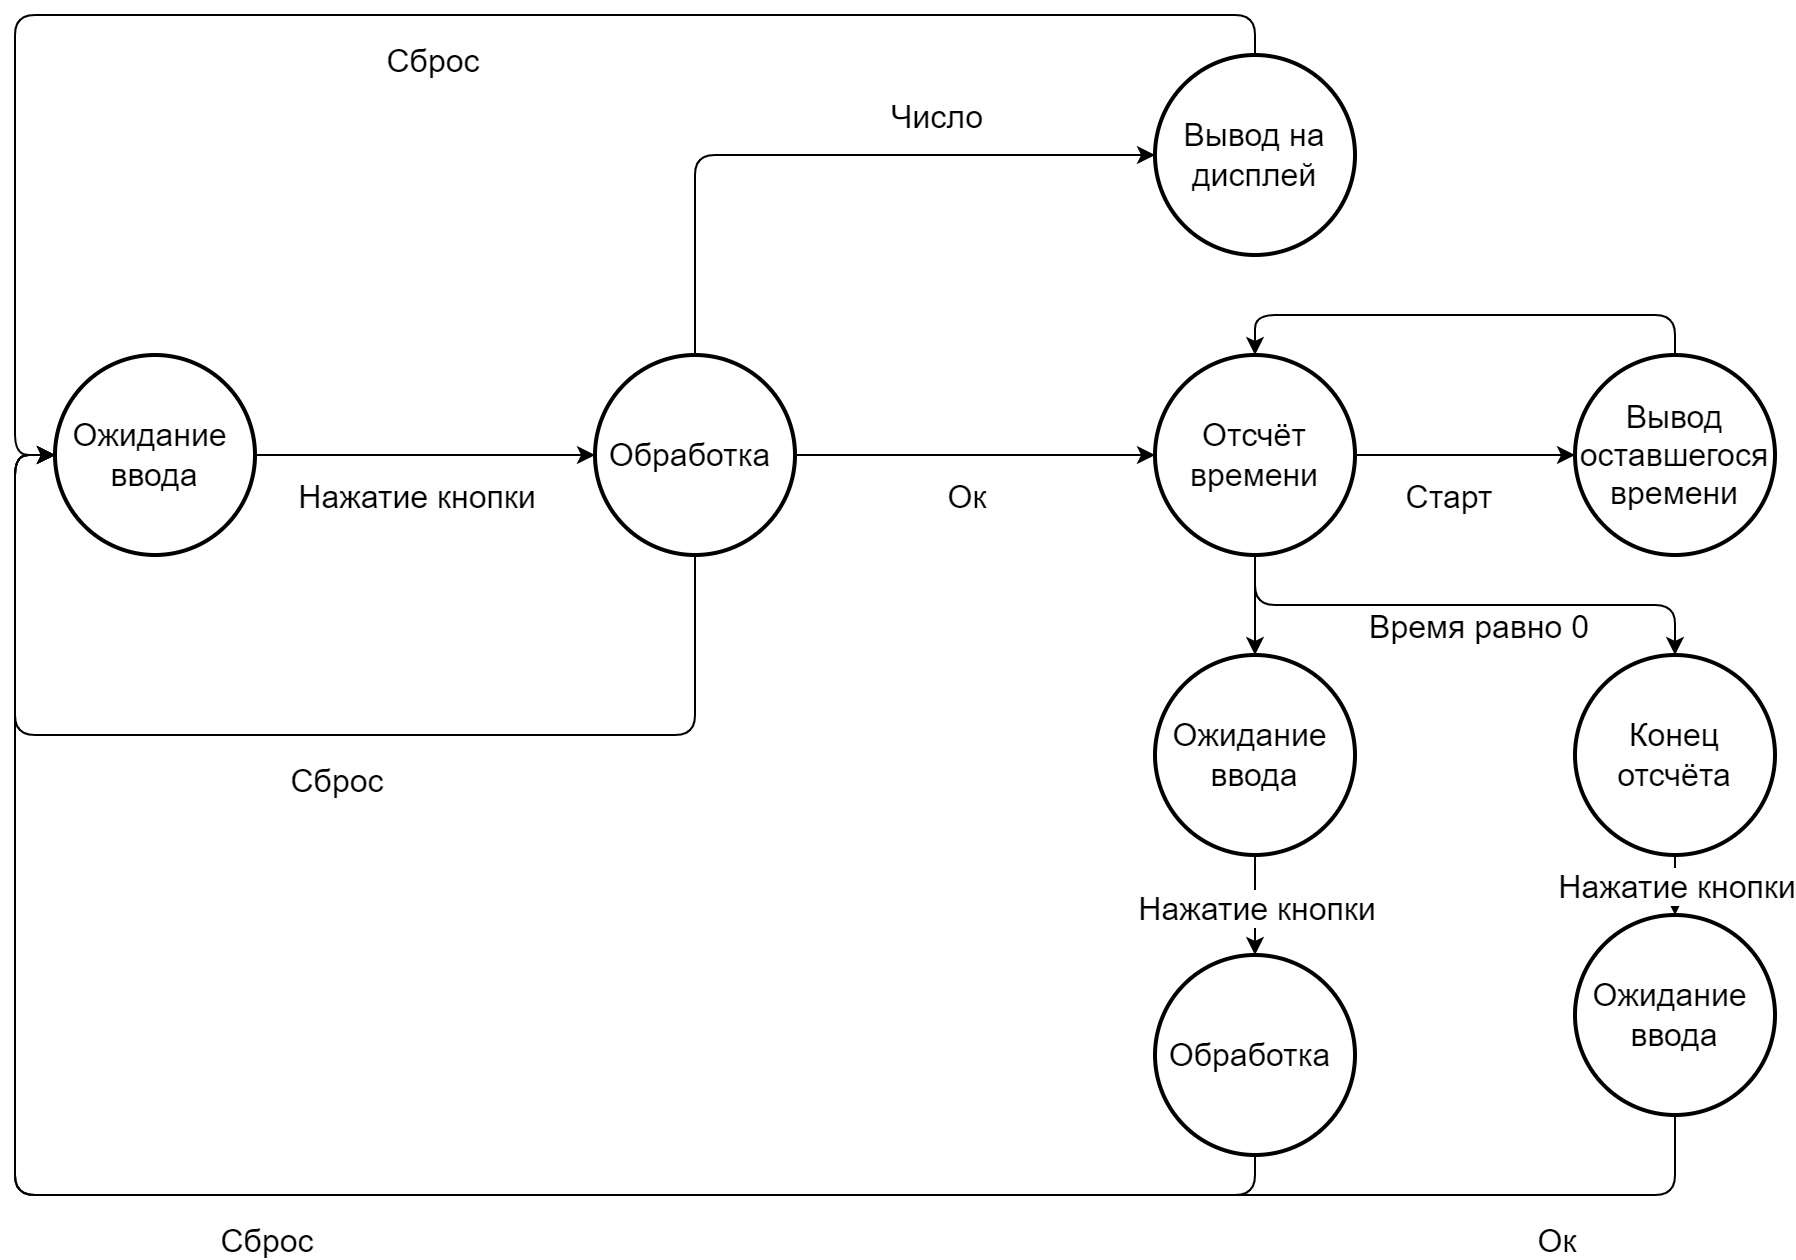 Сброс
Число
Вывод на
дисплей
Ожидание
ввода
Нажатие кнопки
Обработка
Ок
Отсчёт
времени
Старт
Вывод
оставшегося
времени
Время равно 0
Сброс
Ожидание
ввода
Конец
отсчёта
Нажатие кнопки
Нажатие кнопки
Обработка
Ожидание
ввода
Сброс
Ок